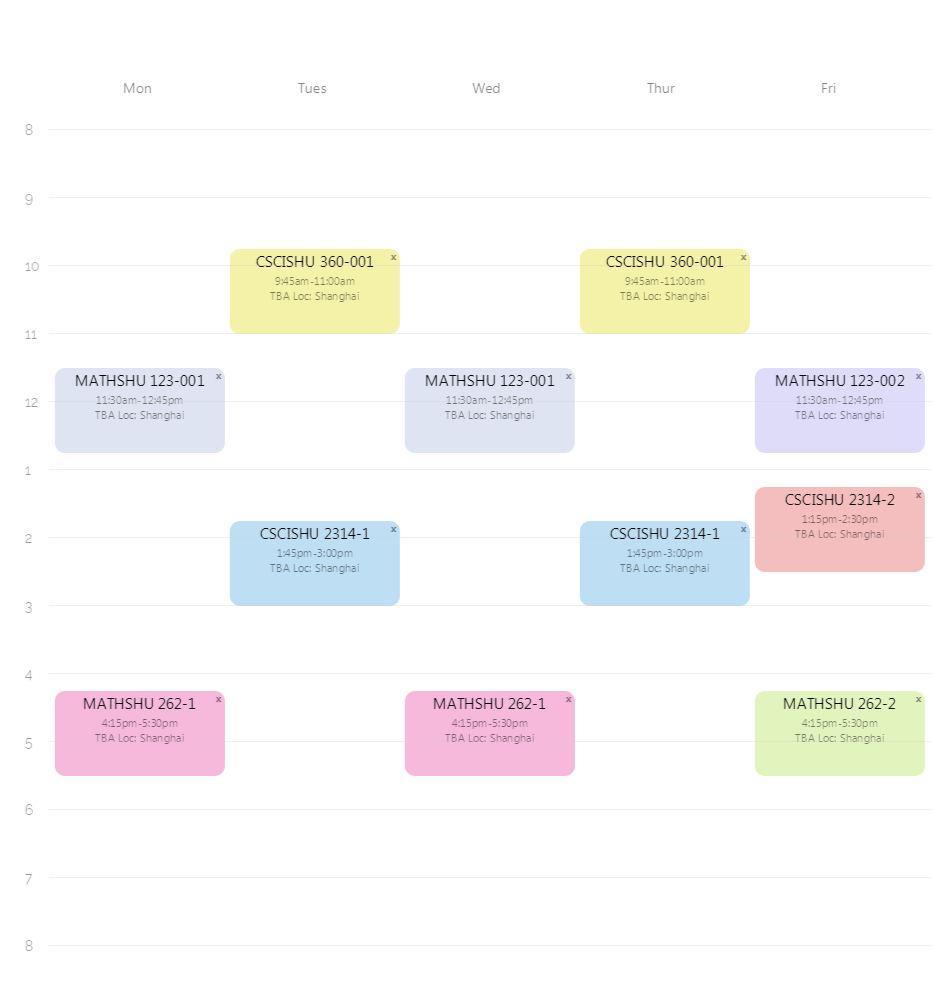 Mon Tues Wed Thur Fri
8
9
CSCISHU 360-001 x
9:45am-11:00am
TBA Loc: Shanghai
CSCISHU 360-001 x
9:45am-11:00am
TBA Loc: Shanghai
10
11
MATHSHU 123-001 x
11:30am-12:45pm
TBA Loc: Shanghai
MATHSHU 123-001 x
11:30am-12:45pm
TBA Loc: Shanghai
MATHSHU 123-002 x
11:30am-12:45pm
TBA Loc: Shanghai
12
1
CSCISHU 2314-2 x
1:15pm-2:30pm
TBA Loc: Shanghai
CSCISHU 2314-1 x
1:45pm-3:00pm
TBA Loc: Shanghai
CSCISHU 2314-1 x
1:45pm-3:00pm
TBA Loc: Shanghai
2
3
4
MATHSHU 262-1 x
4:15pm-5:30pm
TBA Loc: Shanghai
MATHSHU 262-1 x
4:15pm-5:30pm
TBA Loc: Shanghai
MATHSHU 262-2 x
4:15pm-5:30pm
TBA Loc: Shanghai
5
6
7
8